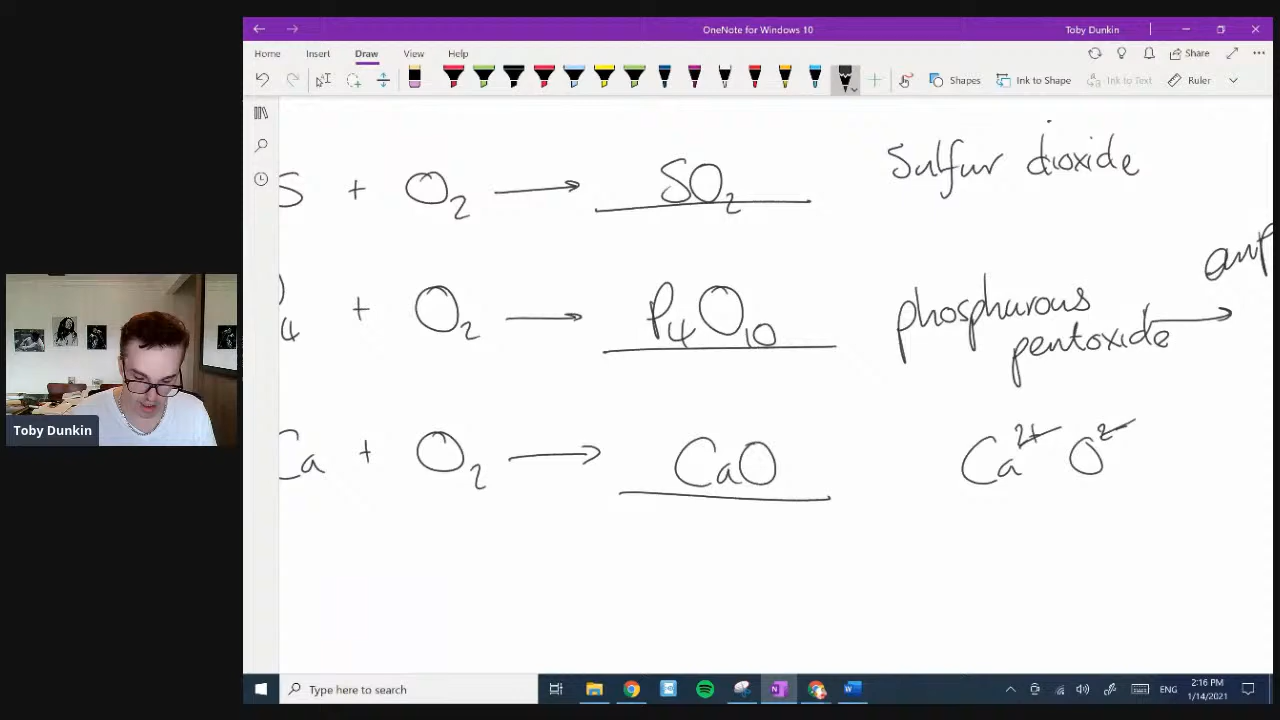 OneNote for Windows 10
Toby Dunkin
Home Insert Draw View Help
Share
Shapes Ink to Shape Ink to Text Ruler
S + O₂ → SO₂ Sulfur dioxide
4 + O₂ → P₄O₁₀ phosphurous
pentoxide →
Ca + O₂ → CaO Ca²⁺ O²⁻
Toby Dunkin
Type here to search
ENG
2:16 PM
1/14/2021